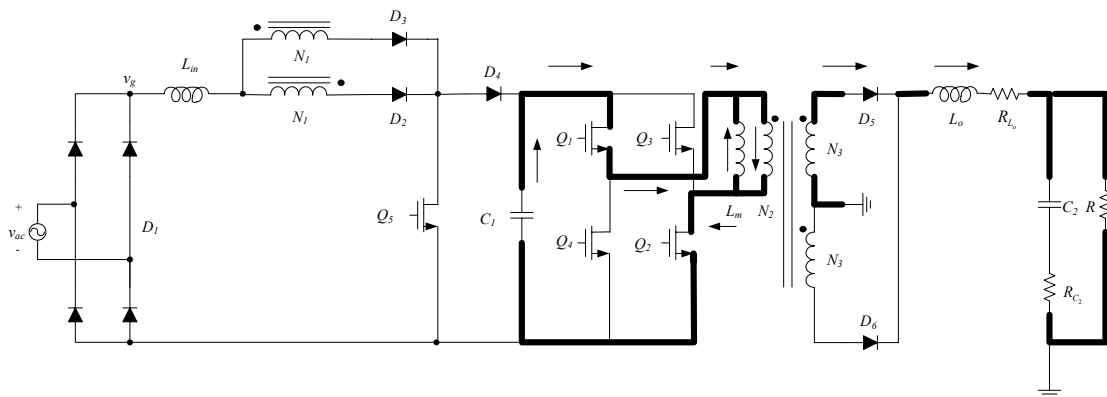 D3
N1
Lin
vg
N1
D2
D4
Q1
Q3
D5
Lo
RLo
N3
+
vac
-
D1
Q5
C1
Q4
Q2
Lm
N2
C2
R
N3
RC2
D6